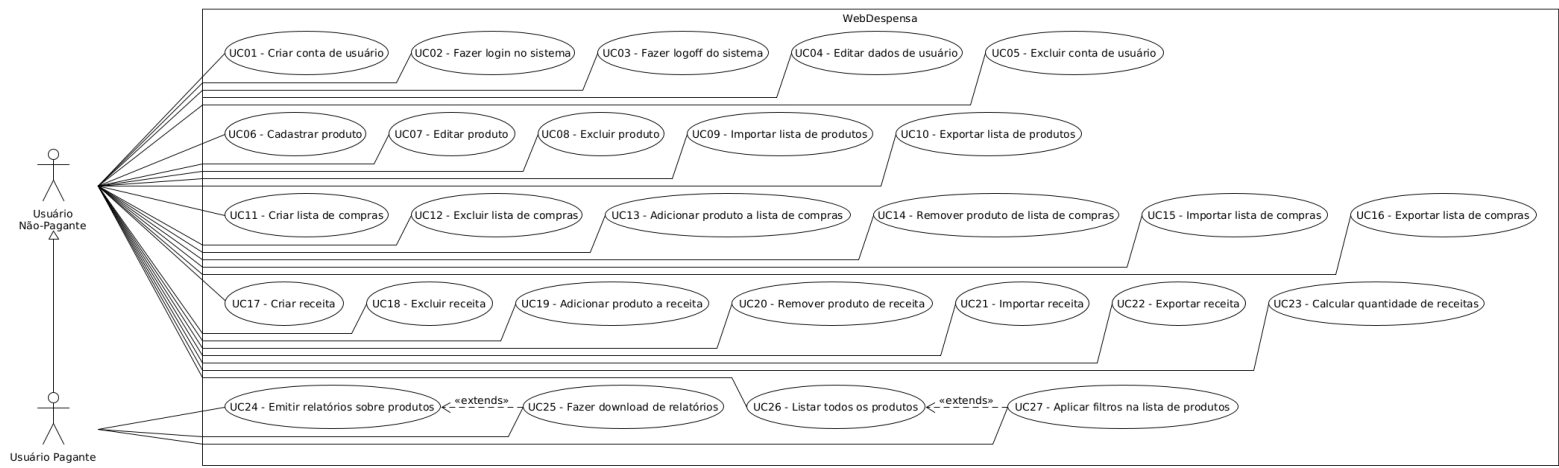 WebDespensa
UC01 - Criar conta de usuário
UC02 - Fazer login no sistema
UC03 - Fazer logoff do sistema
UC04 - Editar dados de usuário
UC05 - Excluir conta de usuário
UC06 - Cadastrar produto
UC07 - Editar produto
UC08 - Excluir produto
UC09 - Importar lista de produtos
UC10 - Exportar lista de produtos
Usuário
Não-Pagante
UC11 - Criar lista de compras
UC12 - Excluir lista de compras
UC13 - Adicionar produto a lista de compras
UC14 - Remover produto de lista de compras
UC15 - Importar lista de compras
UC16 - Exportar lista de compras
UC17 - Criar receita
UC18 - Excluir receita
UC19 - Adicionar produto a receita
UC20 - Remover produto de receita
UC21 - Importar receita
UC22 - Exportar receita
UC23 - Calcular quantidade de receitas
UC24 - Emitir relatórios sobre produtos
«extends»
UC25 - Fazer download de relatórios
UC26 - Listar todos os produtos
«extends»
UC27 - Aplicar filtros na lista de produtos
Usuário Pagante